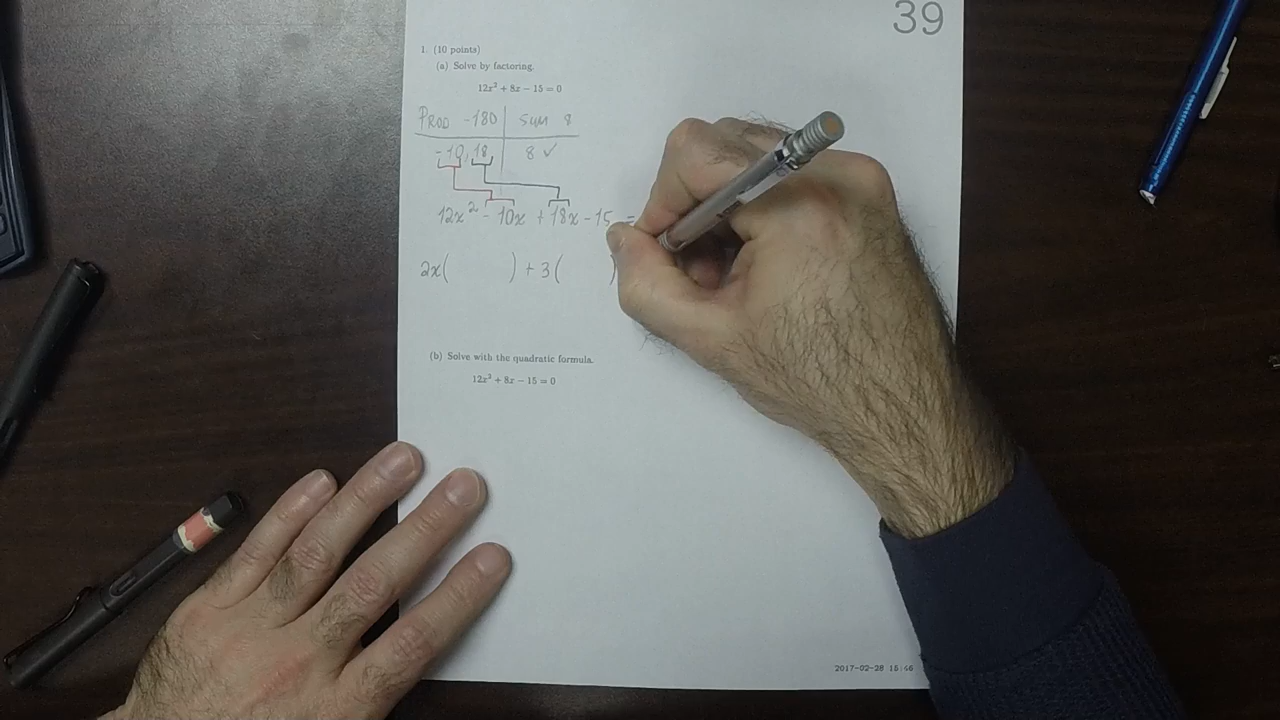 39
1. (10 points)
(a) Solve by factoring.
12x² + 8x − 15 = 0
PROD -180 | SUM 8
-10, 18 | 8 ✓
12x² - 10x + 18x - 15 =
2x( ) + 3( )
(b) Solve with the quadratic formula.
12x² + 8x − 15 = 0
2017-02-28 15:46